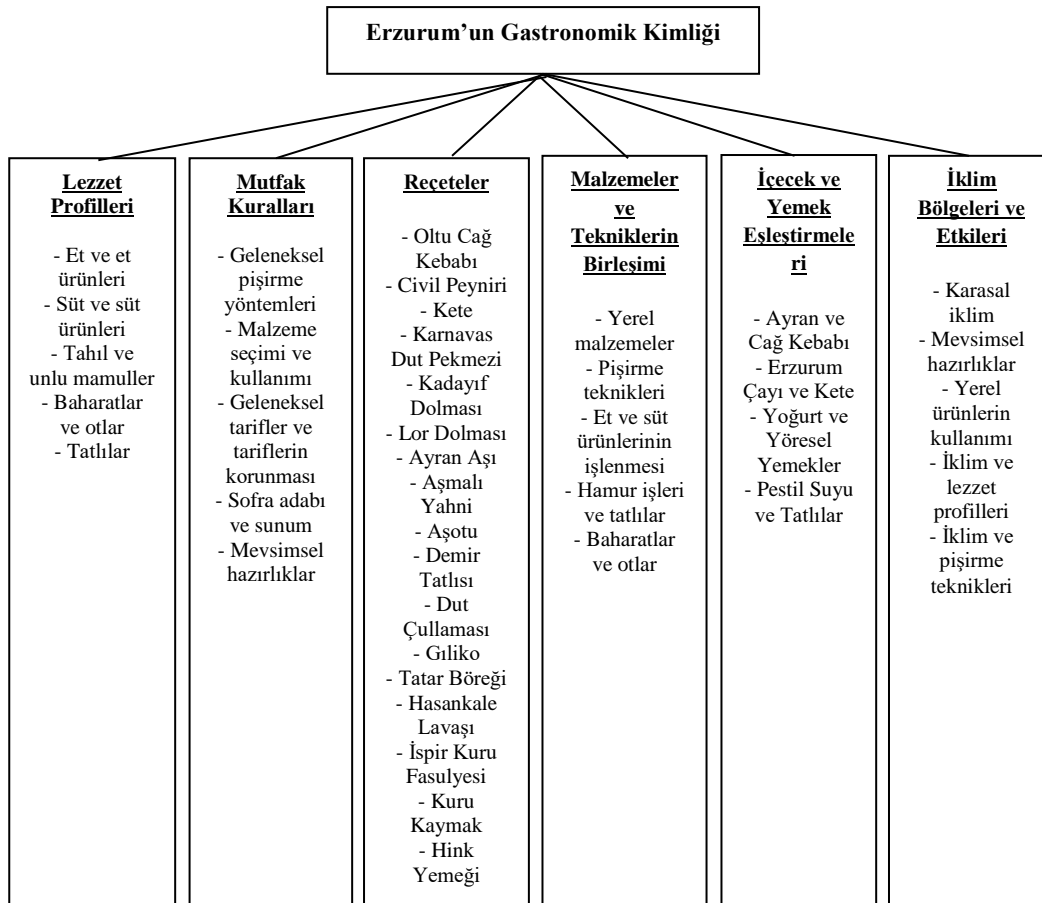 Erzurum’un Gastronomik Kimliği
Lezzet
Profilleri
- Et ve et
ürünleri
- Süt ve süt
ürünleri
- Tahıl ve
unlu mamuller
- Baharatlar
ve otlar
- Tatlılar
Mutfak
Kuralları
- Geleneksel
pişirme
yöntemleri
- Malzeme
seçimi ve
kullanımı
- Geleneksel
tarifler ve
tariflerin
korunması
- Sofra adabı
ve sunum
- Mevsimsel
hazırlıklar
Reçeteler
- Oltu Cağ
Kebabı
- Civil Peyniri
- Kete
- Karnavas
Dut Pekmezi
- Kadayıf
Dolması
- Lor Dolması
- Ayran Aşı
- Aşmalı
Yahni
- Aşotu
- Demir
Tatlısı
- Dut
Çullaması
- Gıliko
- Tatar Böreği
- Hasankale
Lavaşı
- İspir Kuru
Fasulyesi
- Kuru
Kaymak
- Hink
Yemeği
Malzemeler
ve
Tekniklerin
Birleşimi
- Yerel
malzemeler
- Pişirme
teknikleri
- Et ve süt
ürünlerinin
işlenmesi
- Hamur işleri
ve tatlılar
- Baharatlar
ve otlar
İçecek ve
Yemek
Eşleştirmele
ri
- Ayran ve
Cağ Kebabı
- Erzurum
Çayı ve Kete
- Yoğurt ve
Yöresel
Yemekler
- Pestil Suyu
ve Tatlılar
İklim
Bölgeleri ve
Etkileri
- Karasal
iklim
- Mevsimsel
hazırlıklar
- Yerel
ürünlerin
kullanımı
- İklim ve
lezzet
profilleri
- İklim ve
pişirme
teknikleri